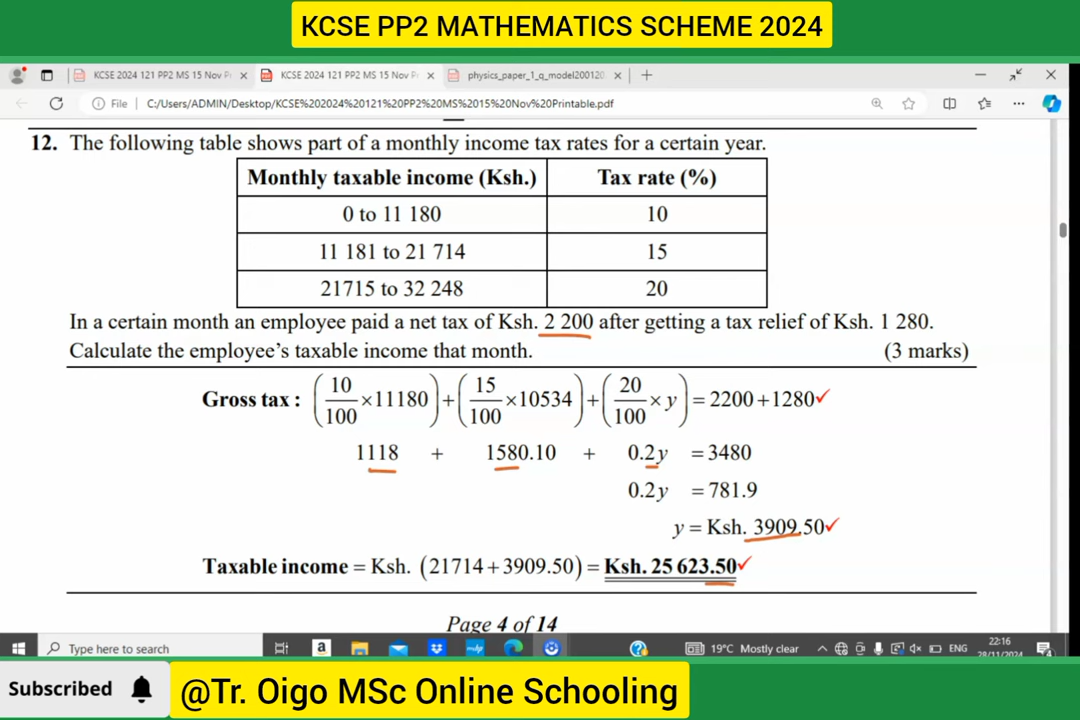 KCSE PP2 MATHEMATICS SCHEME 2024
KCSE 2024 121 PP2 MS 15 Nov Pr
KCSE 2024 121 PP2 MS 15 Nov Pr
physics_paper_1_q_model200120
File C:/Users/ADMIN/Desktop/KCSE%202024%20121%20PP2%20MS%2015%20Nov%20Printable.pdf
12. The following table shows part of a monthly income tax rates for a certain year.
Monthly taxable income (Ksh.) Tax rate (%)
0 to 11 180 10
11 181 to 21 714 15
21715 to 32 248 20
In a certain month an employee paid a net tax of Ksh. 2 200 after getting a tax relief of Ksh. 1 280.
Calculate the employee's taxable income that month. (3 marks)
Gross tax : (10/100 ×11180) + (15/100 ×10534) + (20/100 × y) = 2200+1280✓
1118 + 1580.10 + 0.2y = 3480
0.2y = 781.9
y = Ksh. 3909.50✓
Taxable income = Ksh. (21714+3909.50) = Ksh. 25 623.50✓
Page 4 of 14
Type here to search
a
19°C Mostly clear
ENG
22:16
28/11/2024
4
Subscribed
@Tr. Oigo MSc Online Schooling